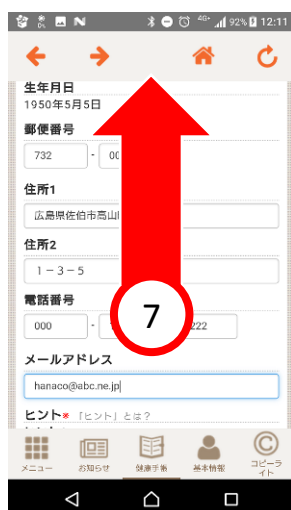 92% 12:11
生年月日
1950年5月5日
郵便番号
732 - 00
住所1
広島県佐伯市高山
住所2
1－3－5
電話番号
000 - 222
7
メールアドレス
hanaco@abc.ne.jp
ヒント* 「ヒント」とは？
メニュー お知らせ 健康手帳 基本情報 コピーライト